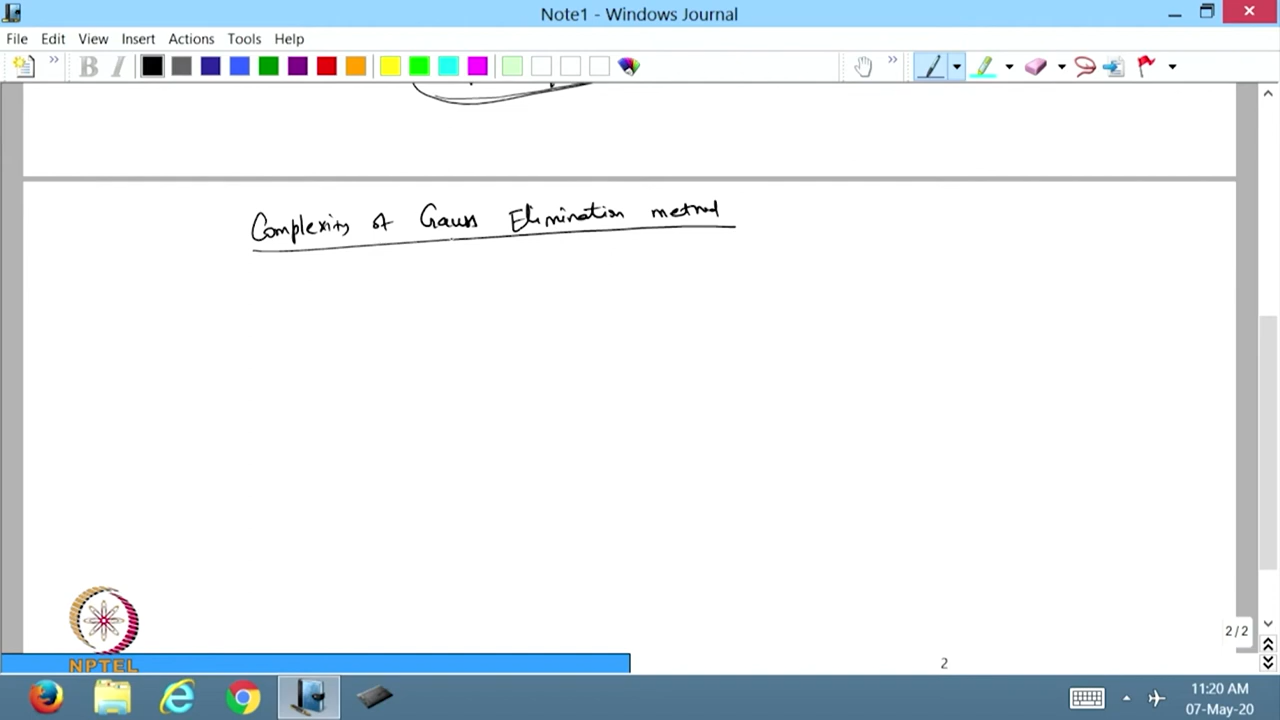 Note1 - Windows Journal
File Edit View Insert Actions Tools Help
B I
Complexity of Gauss Elimination method
2 / 2
NPTEL
2
11:20 AM
07-May-20